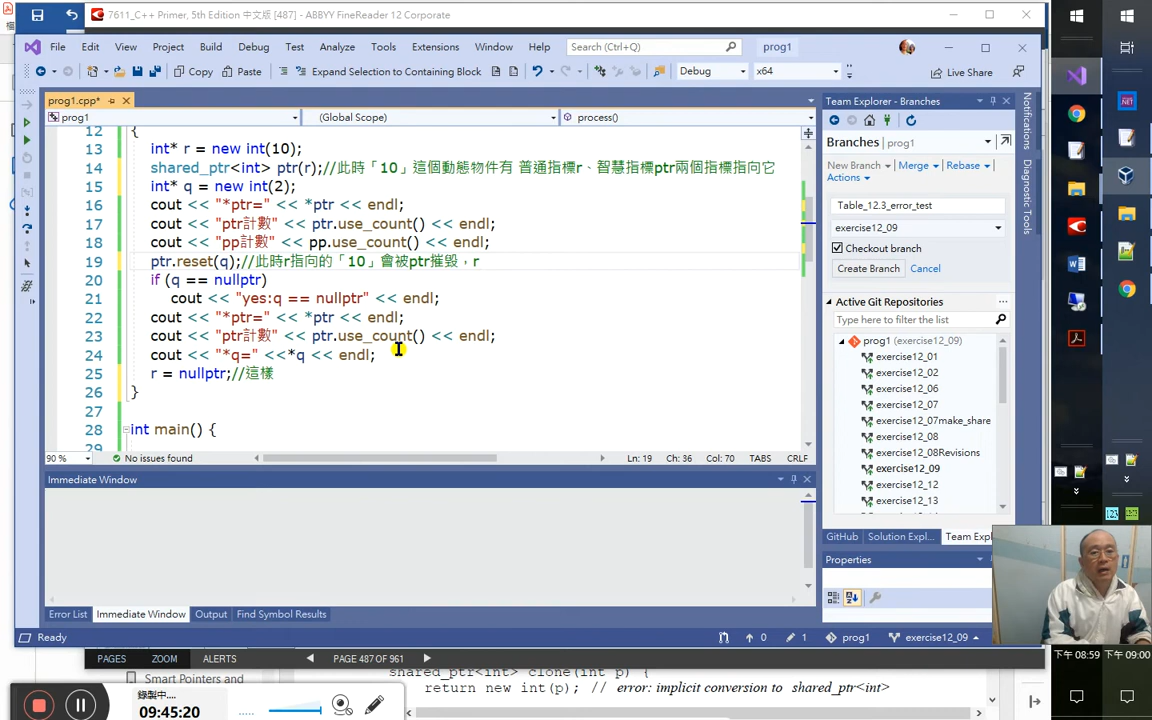 7611_C++ Primer, 5th Edition 中文版 [487] - ABBYY FineReader 12 Corporate
File Edit View Project Build Debug Test Analyze Tools Extensions Window Help Search (Ctrl+Q) prog1
Copy Paste Expand Selection to Containing Block Debug x64 Live Share
prog1.cpp*
prog1 (Global Scope) process()
12 {
13 int* r = new int(10);
14 shared_ptr<int> ptr(r);//此時「10」這個動態物件有 普通指標r、智慧指標ptr兩個指標指向它
15 int* q = new int(2);
16 cout << "*ptr=" << *ptr << endl;
17 cout << "ptr計數" << ptr.use_count() << endl;
18 cout << "pp計數" << pp.use_count() << endl;
19 ptr.reset(q);//此時r指向的「10」會被ptr摧毀，r
20 if (q == nullptr)
21 cout << "yes:q == nullptr" << endl;
22 cout << "*ptr=" << *ptr << endl;
23 cout << "ptr計數" << ptr.use_count() << endl;
24 cout << "*q=" <<*q << endl;
25 r = nullptr;//這樣
26 }
27
28 int main() {
29
90 % No issues found Ln: 19 Ch: 36 Col: 70 TABS CRLF
Immediate Window
Error List Immediate Window Output Find Symbol Results
Ready 0 1 prog1 exercise12_09
Team Explorer - Branches
Branches prog1
New Branch Merge Rebase
Actions
Table_12.3_error_test
exercise12_09
Checkout branch
Create Branch Cancel
Active Git Repositories
Type here to filter the list
prog1 (exercise12_09)
exercise12_01
exercise12_02
exercise12_06
exercise12_07
exercise12_07make_share
exercise12_08
exercise12_08Revisions
exercise12_09
exercise12_12
exercise12_13
GitHub Solution Expl... Team Expl
Properties
Notifications
Diagnostic Tools
PAGES ZOOM ALERTS PAGE 487 OF 961
Smart Pointers and
shared_ptr<int> clone(int p) {
return new int(p); // error: implicit conversion to shared_ptr<int>
錄製中....
09:45:20
下午 08:59 下午 09:00